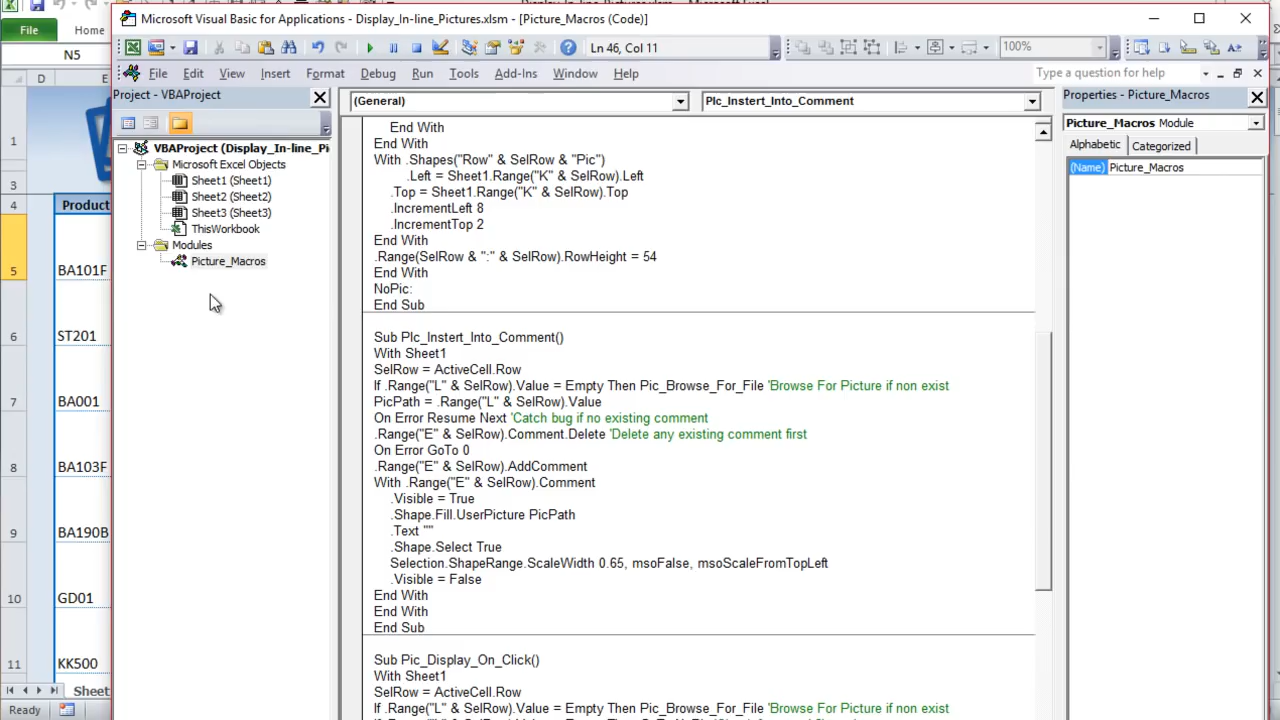 Microsoft Visual Basic for Applications - Display_In-line_Pictures.xlsm - [Picture_Macros (Code)]
File
Home
Ln 46, Col 11
100%
N5
File Edit View Insert Format Debug Run Tools Add-Ins Window Help
Type a question for help
D E
Project - VBAProject
(General)
Plc_Instert_Into_Comment
Properties - Picture_Macros
Picture_Macros Module
Alphabetic Categorized
(Name) Picture_Macros
VBAProject (Display_In-line_Pi
Microsoft Excel Objects
Sheet1 (Sheet1)
Sheet2 (Sheet2)
Sheet3 (Sheet3)
ThisWorkbook
Modules
Picture_Macros
End With
End With
With .Shapes("Row" & SelRow & "Pic")
.Left = Sheet1.Range("K" & SelRow).Left
.Top = Sheet1.Range("K" & SelRow).Top
.IncrementLeft 8
.IncrementTop 2
End With
.Range(SelRow & ":" & SelRow).RowHeight = 54
End With
NoPic:
End Sub
Sub Plc_Instert_Into_Comment()
With Sheet1
SelRow = ActiveCell.Row
If .Range("L" & SelRow).Value = Empty Then Pic_Browse_For_File 'Browse For Picture if non exist
PicPath = .Range("L" & SelRow).Value
On Error Resume Next 'Catch bug if no existing comment
.Range("E" & SelRow).Comment.Delete 'Delete any existing comment first
On Error GoTo 0
.Range("E" & SelRow).AddComment
With .Range("E" & SelRow).Comment
.Visible = True
.Shape.Fill.UserPicture PicPath
.Text ""
.Shape.Select True
Selection.ShapeRange.ScaleWidth 0.65, msoFalse, msoScaleFromTopLeft
.Visible = False
End With
End With
End Sub
Sub Pic_Display_On_Click()
With Sheet1
SelRow = ActiveCell.Row
If .Range("L" & SelRow).Value = Empty Then Pic_Browse_For_File 'Browse For Picture if non exist
1
3
4 Product
5 BA101F
6 ST201
7 BA001
8 BA103F
9 BA190B
10 GD01
11 KK500
Sheet
Ready